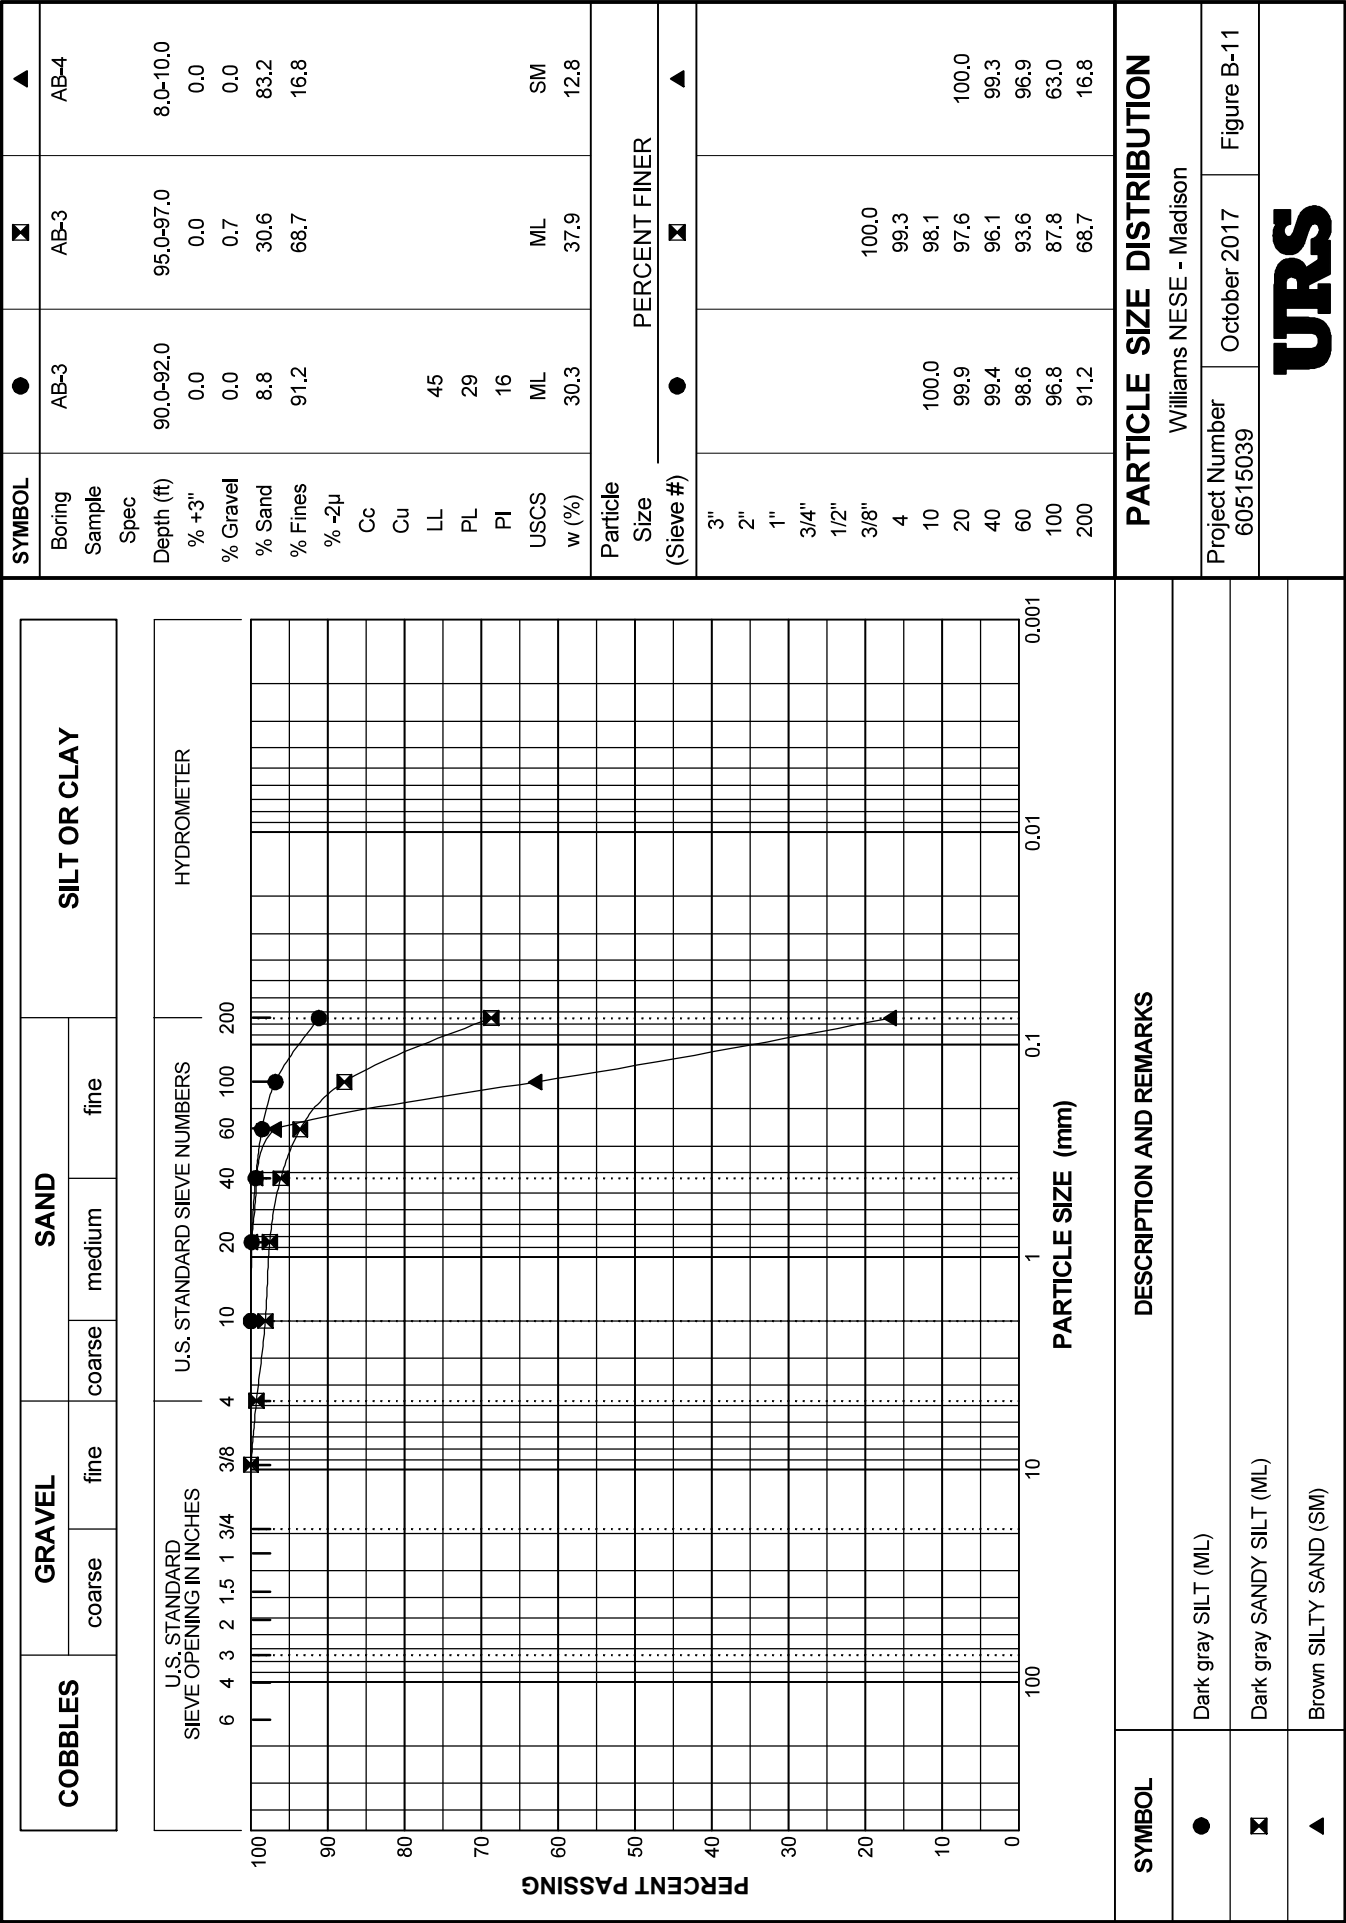 COBBLES
GRAVEL
SAND
SILT OR CLAY
coarse
fine
coarse
medium
fine
U.S. STANDARD
SIEVE OPENING IN INCHES
U.S. STANDARD SIEVE NUMBERS
HYDROMETER
6 4 3 2 1.5 1 3/4 3/8 4 10 20 40 60 100 200
100
90
80
70
60
50
40
30
20
10
0
PERCENT PASSING
100 10 1 0.1 0.01 0.001
PARTICLE SIZE (mm)
SYMBOL DESCRIPTION AND REMARKS
● Dark gray SILT (ML)
Dark gray SANDY SILT (ML)
▲ Brown SILTY SAND (SM)
SYMBOL ● ▲
Boring AB-3 AB-3 AB-4
Sample
Spec
Depth (ft) 90.0-92.0 95.0-97.0 8.0-10.0
% +3" 0.0 0.0 0.0
% Gravel 0.0 0.7 0.0
% Sand 8.8 30.6 83.2
% Fines 91.2 68.7 16.8
% -2µ
Cc
Cu
LL 45
PL 29
PI 16
USCS ML ML SM
w (%) 30.3 37.9 12.8
Particle
Size
(Sieve #)
PERCENT FINER
● ▲
3"
2"
1"
3/4"
1/2"
3/8" 100.0
4 99.3
10 100.0 98.1
20 99.9 97.6 100.0
40 99.4 96.1 99.3
60 98.6 93.6 96.9
100 96.8 87.8 63.0
200 91.2 68.7 16.8
PARTICLE SIZE DISTRIBUTION
Williams NESE - Madison
Project Number
60515039
October 2017
Figure B-11
URS